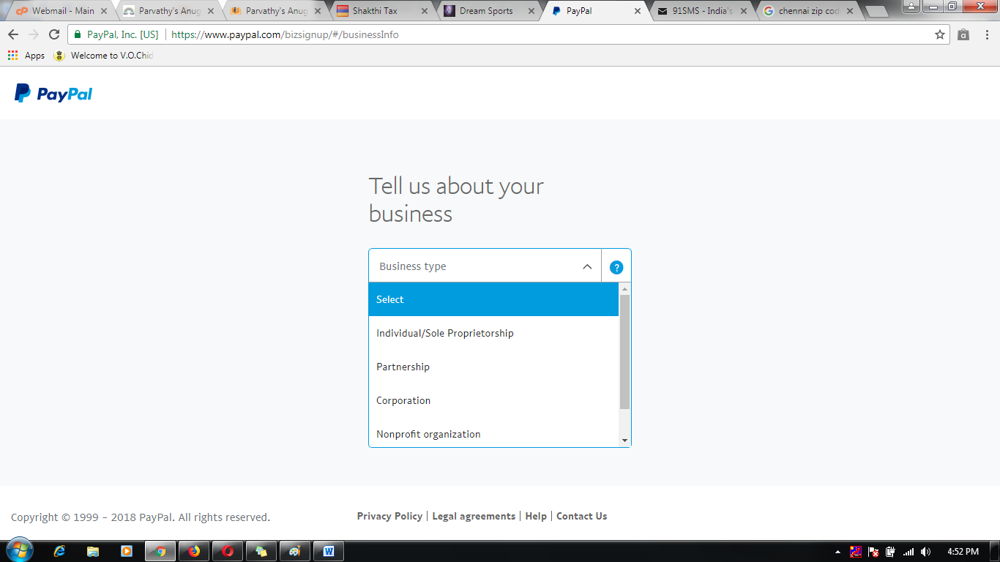 Webmail - Main
Parvathy's Anug
Parvathy's Anug
Shakthi Tax
Dream Sports
PayPal
91SMS - India's
chennai zip cod
PayPal, Inc. [US]
https://www.paypal.com/bizsignup/#/businessInfo
Apps
Welcome to V.O.Chid
PayPal
Tell us about your
business
Business type
?
Select
Individual/Sole Proprietorship
Partnership
Corporation
Nonprofit organization
Copyright © 1999 – 2018 PayPal. All rights reserved.
Privacy Policy | Legal agreements | Help | Contact Us
4:52 PM